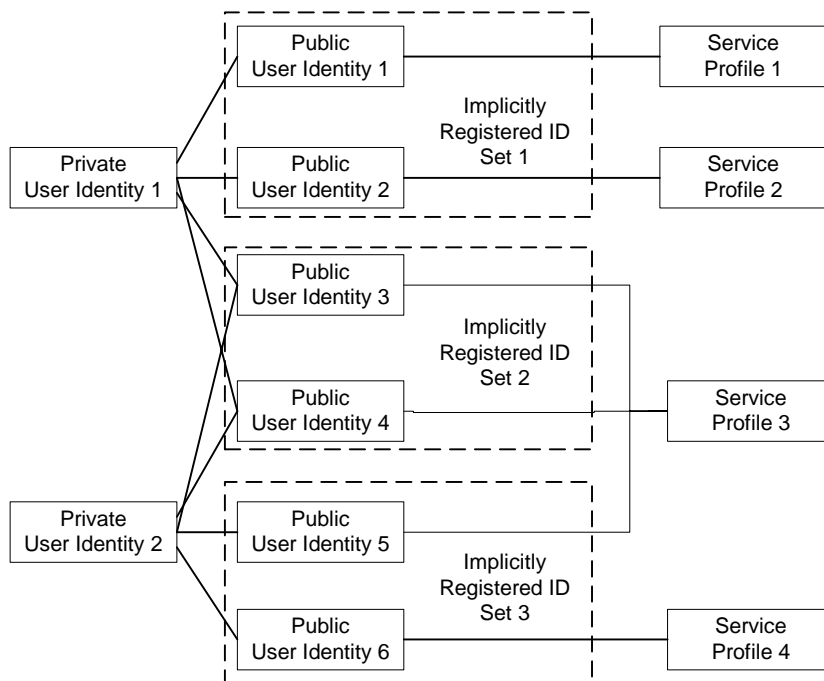 Public
User Identity 1
Service
Profile 1
Implicitly
Registered ID
Set 1
Private
User Identity 1
Public
User Identity 2
Service
Profile 2
Public
User Identity 3
Implicitly
Registered ID
Set 2
Public
User Identity 4
Service
Profile 3
Private
User Identity 2
Public
User Identity 5
Implicitly
Registered ID
Set 3
Public
User Identity 6
Service
Profile 4